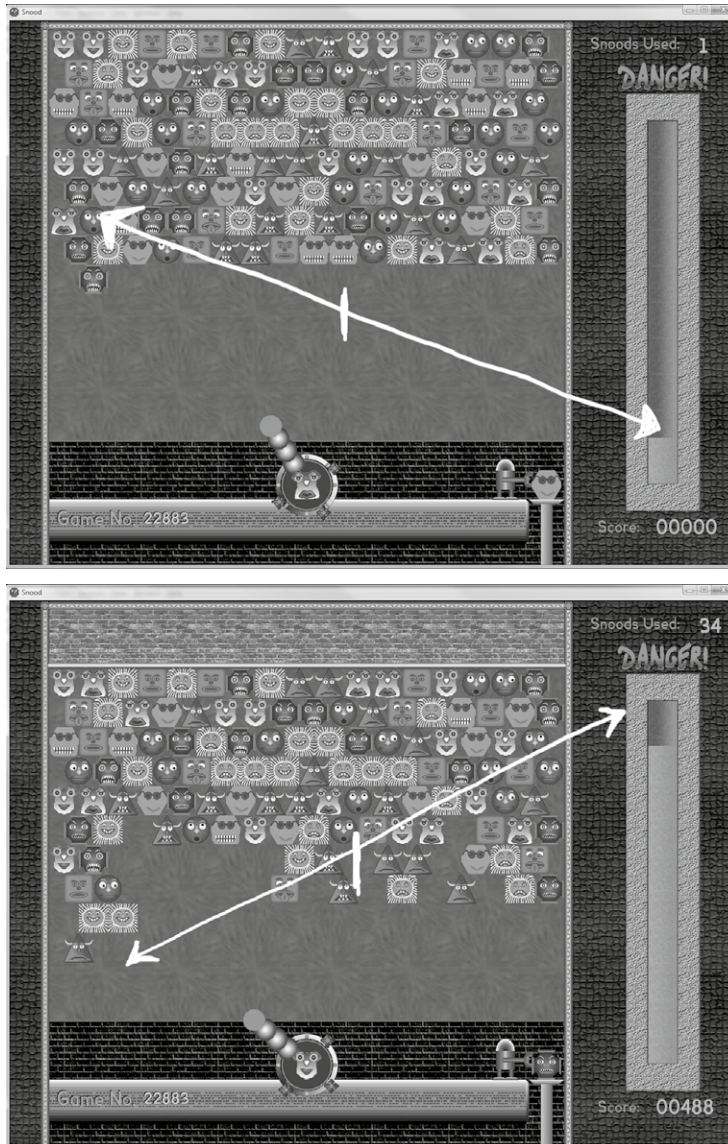 Snood
Snoods Used: 1
DANGER!
Game No. 22883
Score: 00000
Snood
Snoods Used: 34
DANGER!
Game No. 22883
Score: 00488